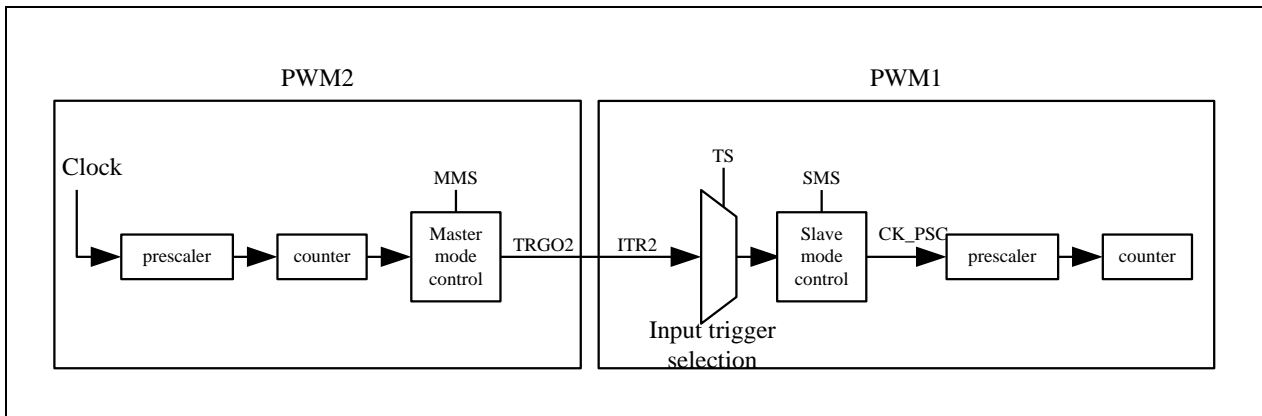 PWM2
PWM1
Clock
MMS
TS
SMS
prescaler
counter
Master
mode
control
TRGO2
ITR2
Slave
mode
control
CK_PSC
prescaler
counter
Input trigger
selection